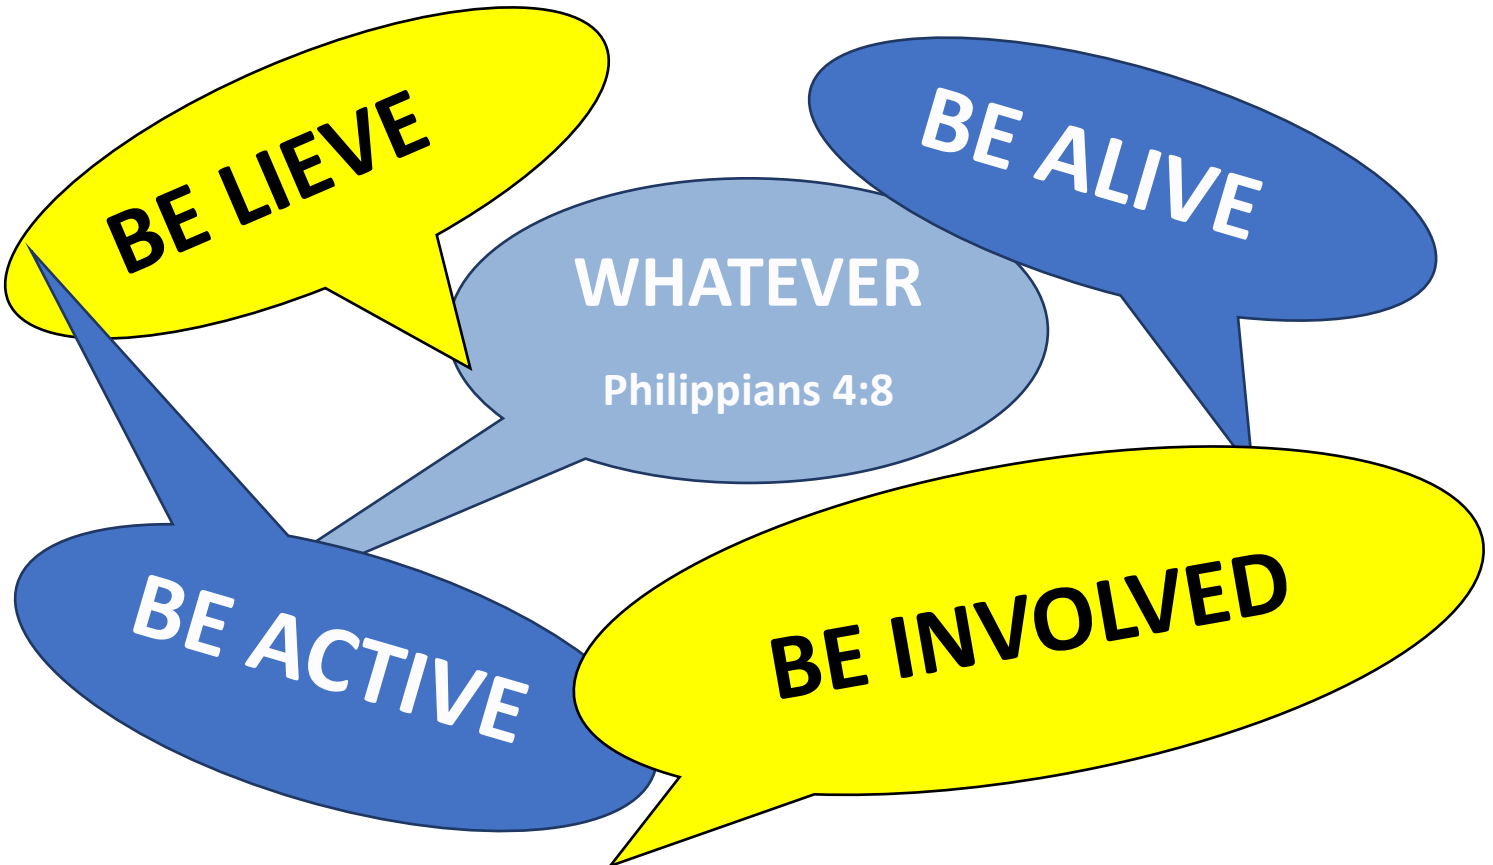 BE LIEVE
BE ALIVE
WHATEVER
Philippians 4:8
BE ACTIVE
BE INVOLVED